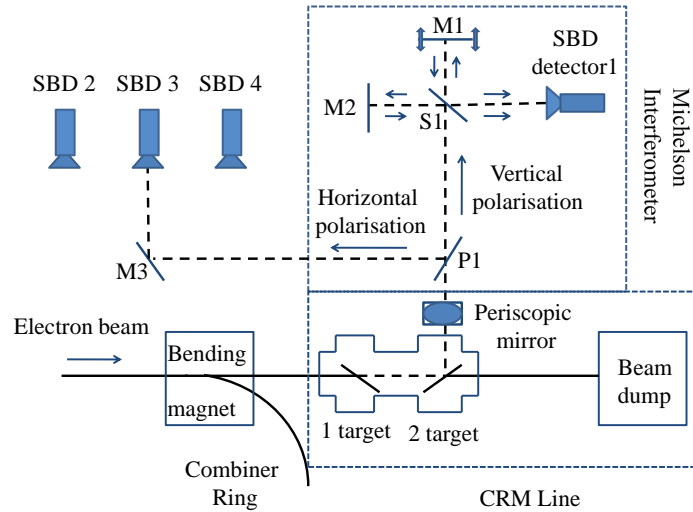 M1
SBD
detector1
SBD 2
SBD 3
SBD 4
M2
S1
Michelson
Interferometer
Vertical
polarisation
Horizontal
polarisation
M3
P1
Electron beam
Periscopic
mirror
Bending
magnet
Beam
dump
1 target
2 target
Combiner
Ring
CRM Line